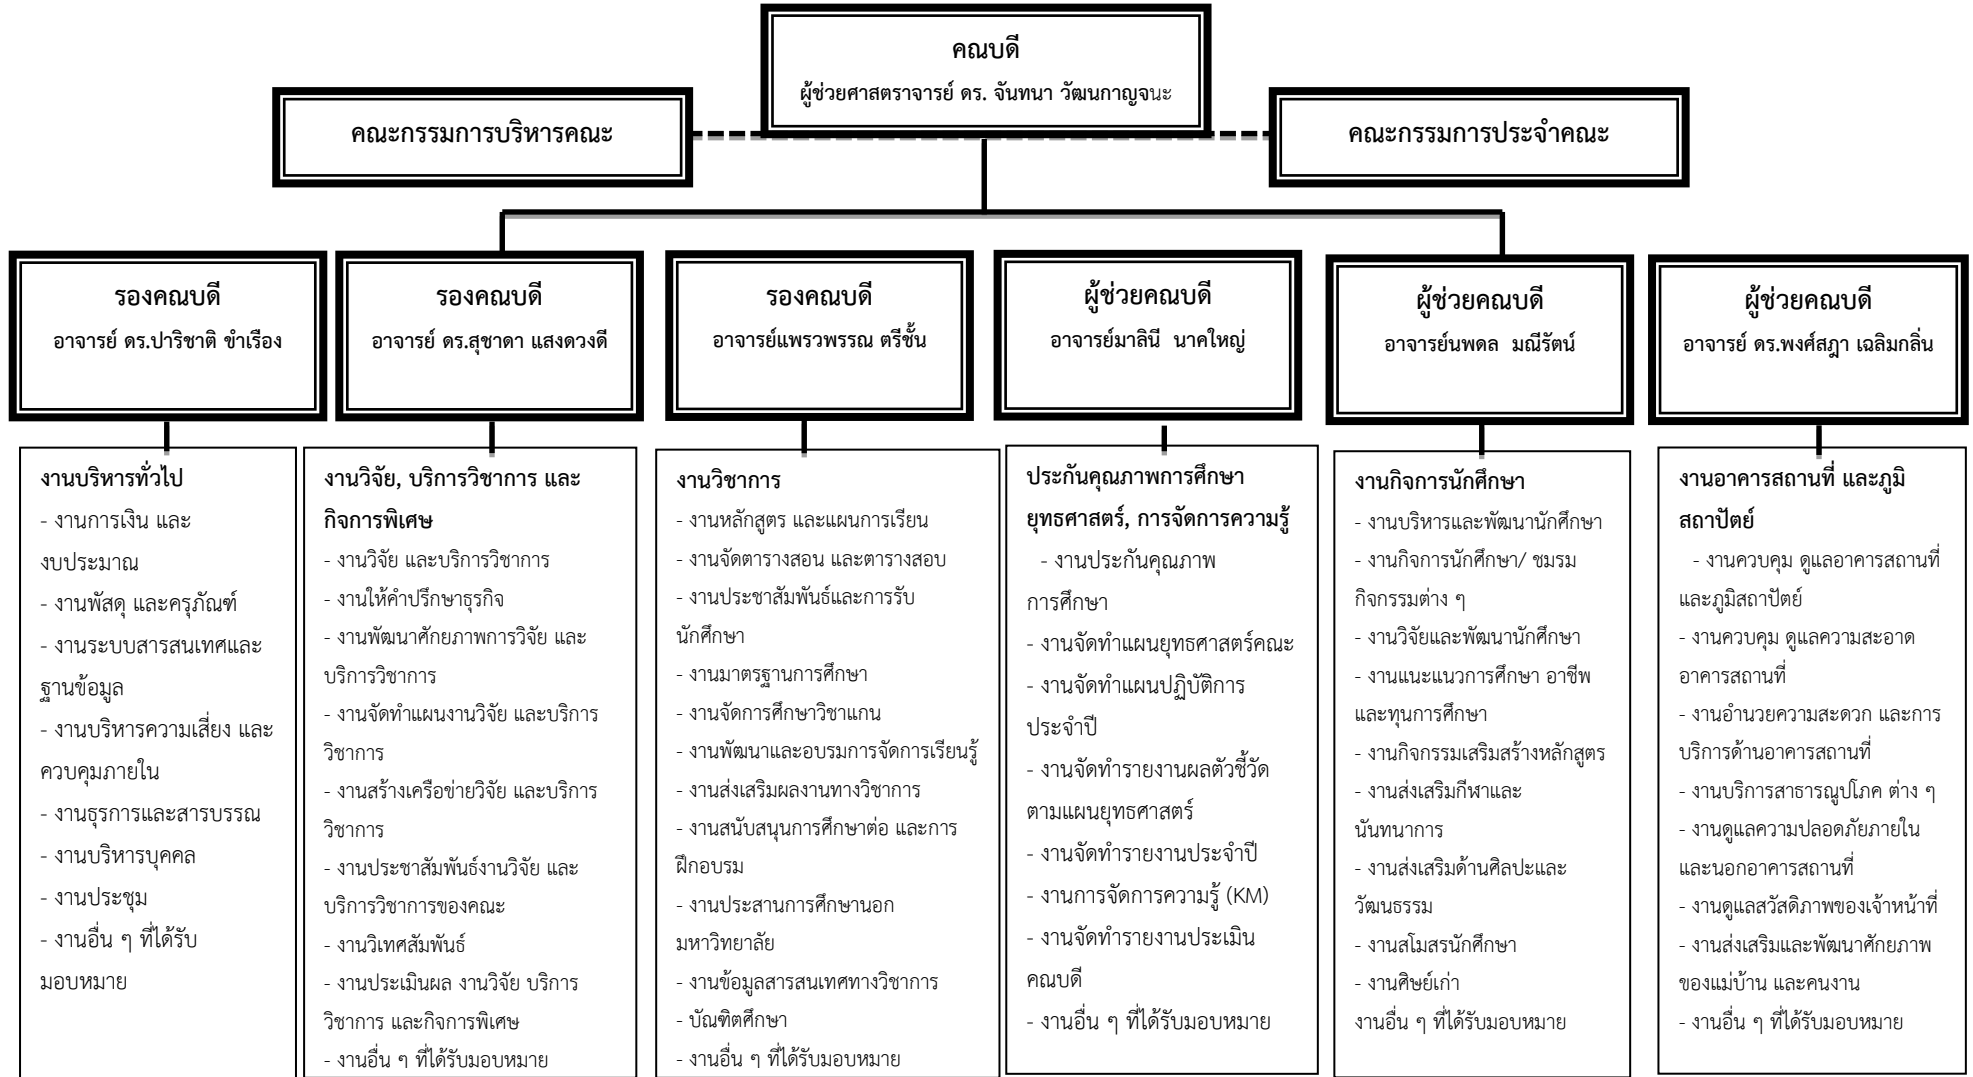 คณบดี
ผู้ช่วยศาสตราจารย์ ดร. จันทนา วัฒนกาญจนะ
คณะกรรมการบริหารคณะ
คณะกรรมการประจำคณะ
รองคณบดี
อาจารย์ ดร.ปาริชาติ ขำเรือง
รองคณบดี
อาจารย์ ดร.สุชาดา แสงดวงดี
รองคณบดี
อาจารย์แพรวพรรณ ตรีชั้น
ผู้ช่วยคณบดี
อาจารย์มาลินี  นาคใหญ่
ผู้ช่วยคณบดี
อาจารย์นพดล  มณีรัตน์
ผู้ช่วยคณบดี
อาจารย์ ดร.พงศ์สฎา เฉลิมกลิ่น
งานบริหารทั่วไป
- งานการเงิน และ
งบประมาณ
- งานพัสดุ และครุภัณฑ์
- งานระบบสารสนเทศและ
ฐานข้อมูล
- งานบริหารความเสี่ยง และ
ควบคุมภายใน
- งานธุรการและสารบรรณ
- งานบริหารบุคคล
- งานประชุม
- งานอื่น ๆ ที่ได้รับ
มอบหมาย
งานวิจัย, บริการวิชาการ และ
กิจการพิเศษ
- งานวิจัย และบริการวิชาการ
- งานให้คำปรึกษาธุรกิจ
- งานพัฒนาศักยภาพการวิจัย และ
บริการวิชาการ
- งานจัดทำแผนงานวิจัย และบริการ
วิชาการ
- งานสร้างเครือข่ายวิจัย และบริการ
วิชาการ
- งานประชาสัมพันธ์งานวิจัย และ
บริการวิชาการของคณะ
- งานวิเทศสัมพันธ์
- งานประเมินผล งานวิจัย บริการ
วิชาการ และกิจการพิเศษ
- งานอื่น ๆ ที่ได้รับมอบหมาย
งานวิชาการ
- งานหลักสูตร และแผนการเรียน
- งานจัดตารางสอน และตารางสอบ
- งานประชาสัมพันธ์และการรับ
นักศึกษา
- งานมาตรฐานการศึกษา
- งานจัดการศึกษาวิชาแกน
- งานพัฒนาและอบรมการจัดการเรียนรู้
- งานส่งเสริมผลงานทางวิชาการ
- งานสนับสนุนการศึกษาต่อ และการ
ฝึกอบรม
- งานประสานการศึกษานอก
มหาวิทยาลัย
- งานข้อมูลสารสนเทศทางวิชาการ
- บัณฑิตศึกษา
- งานอื่น ๆ ที่ได้รับมอบหมาย
ประกันคุณภาพการศึกษา
ยุทธศาสตร์, การจัดการความรู้
- งานประกันคุณภาพ
การศึกษา
- งานจัดทำแผนยุทธศาสตร์คณะ
- งานจัดทำแผนปฏิบัติการ
ประจำปี
- งานจัดทำรายงานผลตัวชี้วัด
ตามแผนยุทธศาสตร์
- งานจัดทำรายงานประจำปี
- งานการจัดการความรู้ (KM)
- งานจัดทำรายงานประเมิน
คณบดี
- งานอื่น ๆ ที่ได้รับมอบหมาย
งานกิจการนักศึกษา
- งานบริหารและพัฒนานักศึกษา
- งานกิจการนักศึกษา/ ชมรม
กิจกรรมต่าง ๆ
- งานวิจัยและพัฒนานักศึกษา
- งานแนะแนวการศึกษา อาชีพ
และทุนการศึกษา
- งานกิจกรรมเสริมสร้างหลักสูตร
- งานส่งเสริมกีฬาและ
นันทนาการ
- งานส่งเสริมด้านศิลปะและ
วัฒนธรรม
- งานสโมสรนักศึกษา
- งานศิษย์เก่า
งานอื่น ๆ ที่ได้รับมอบหมาย
งานอาคารสถานที่ และภูมิ
สถาปัตย์
- งานควบคุม ดูแลอาคารสถานที่
และภูมิสถาปัตย์
- งานควบคุม ดูแลความสะอาด
อาคารสถานที่
- งานอำนวยความสะดวก และการ
บริการด้านอาคารสถานที่
- งานบริการสาธารณูปโภค ต่าง ๆ
- งานดูแลความปลอดภัยภายใน
และนอกอาคารสถานที่
- งานดูแลสวัสดิภาพของเจ้าหน้าที่
- งานส่งเสริมและพัฒนาศักยภาพ
ของแม่บ้าน และคนงาน
- งานอื่น ๆ ที่ได้รับมอบหมาย